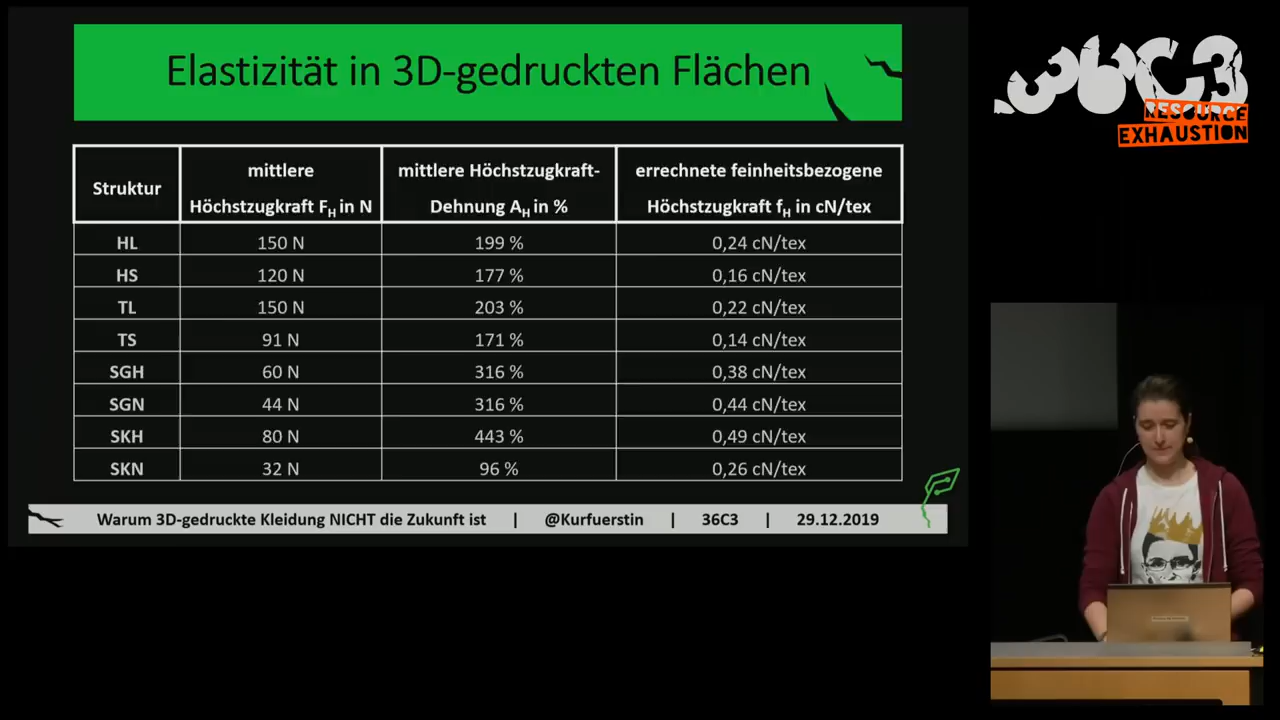 Elastizität in 3D-gedruckten Flächen
36C3
RESOURCE
EXHAUSTION
Struktur
mittlere
Höchstzugkraft FH in N
mittlere Höchstzugkraft-
Dehnung AH in %
errechnete feinheitsbezogene
Höchstzugkraft fH in cN/tex
HL 150 N 199 % 0,24 cN/tex
HS 120 N 177 % 0,16 cN/tex
TL 150 N 203 % 0,22 cN/tex
TS 91 N 171 % 0,14 cN/tex
SGH 60 N 316 % 0,38 cN/tex
SGN 44 N 316 % 0,44 cN/tex
SKH 80 N 443 % 0,49 cN/tex
SKN 32 N 96 % 0,26 cN/tex
Warum 3D-gedruckte Kleidung NICHT die Zukunft ist | @Kurfuerstin | 36C3 | 29.12.2019